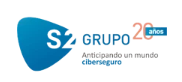 S2 GRUPO 20 años
Anticipando un mundo
ciberseguro